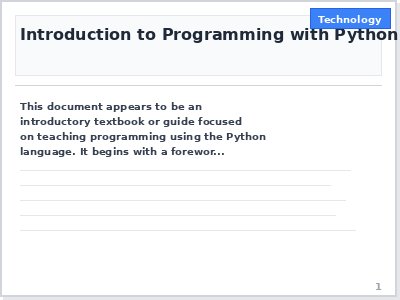 Technology
Introduction to Programming with Python
This document appears to be an
introductory textbook or guide focused
on teaching programming using the Python
language. It begins with a forewor...
1